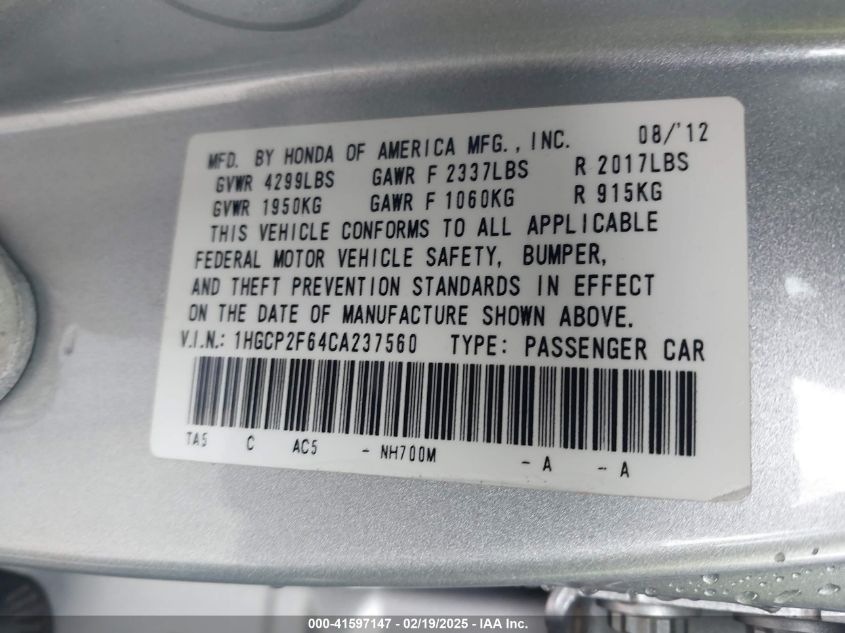 MFD. BY HONDA OF AMERICA MFG., INC. 08/'12
GVWR 4299LBS GAWR F 2337LBS R 2017LBS
GVWR 1950KG GAWR F 1060KG R 915KG
THIS VEHICLE CONFORMS TO ALL APPLICABLE
FEDERAL MOTOR VEHICLE SAFETY, BUMPER,
AND THEFT PREVENTION STANDARDS IN EFFECT
ON THE DATE OF MANUFACTURE SHOWN ABOVE.
V.I.N.: 1HGCP2F64CA237560 TYPE: PASSENGER CAR
TA5 C AC5 - NH700M - A - A
000-41597147 - 02/19/2025 - IAA Inc.